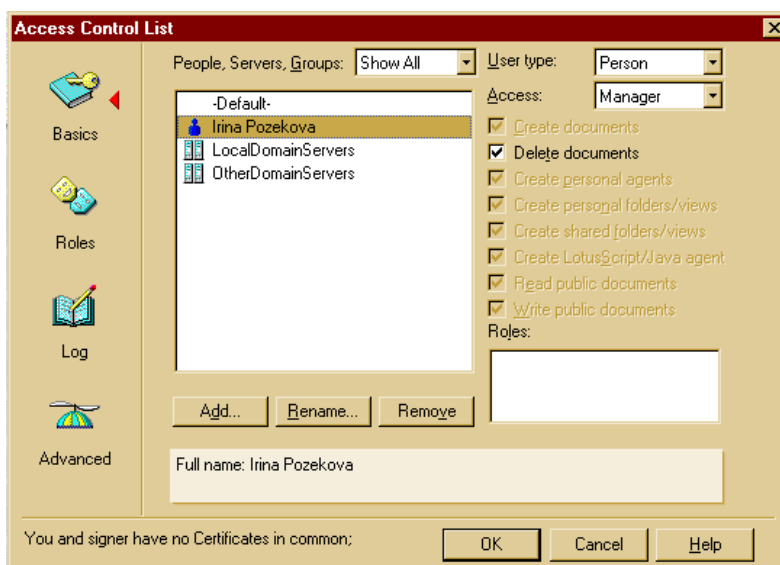 Access Control List
People, Servers, Groups: Show All
User type: Person
Access: Manager
Basics
Roles
Log
Advanced
-Default-
Irina Pozekova
LocalDomainServers
OtherDomainServers
Create documents
Delete documents
Create personal agents
Create personal folders/views
Create shared folders/views
Create LotusScript/Java agent
Read public documents
Write public documents
Roles:
Add... Rename... Remove
Full name: Irina Pozekova
You and signer have no Certificates in common;
OK Cancel Help